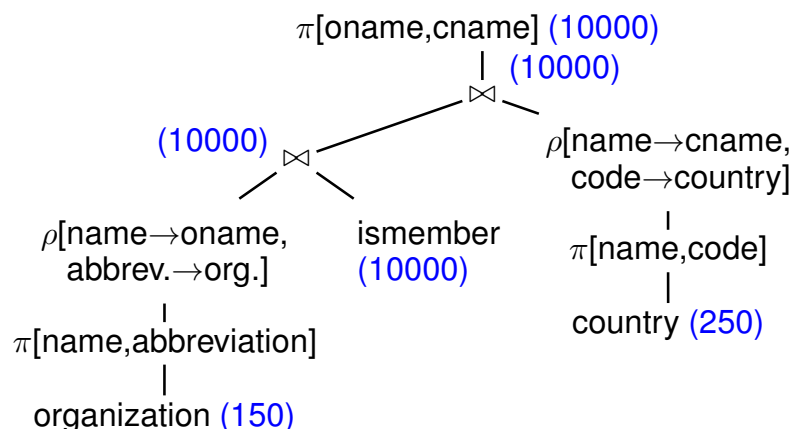 π[oname,cname] (10000)
(10000)
⋈
(10000) ⋈
ρ[name→cname,
code→country]
ρ[name→oname,
abbrev.→org.]
ismember
(10000)
π[name,code]
country (250)
π[name,abbreviation]
organization (150)